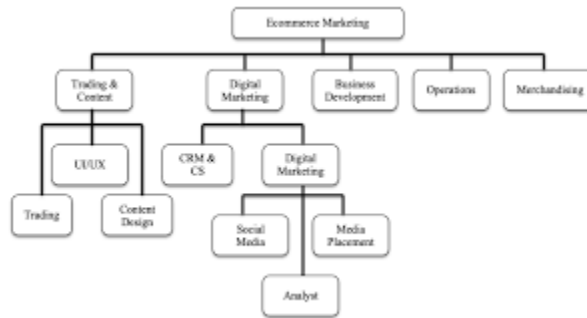 Ecommerce Marketing
Trading &
Content
Digital
Marketing
Business
Development
Operations
Merchandising
UI/UX
CRM &
CS
Digital
Marketing
Trading
Content
Design
Social
Media
Media
Placement
Analyst